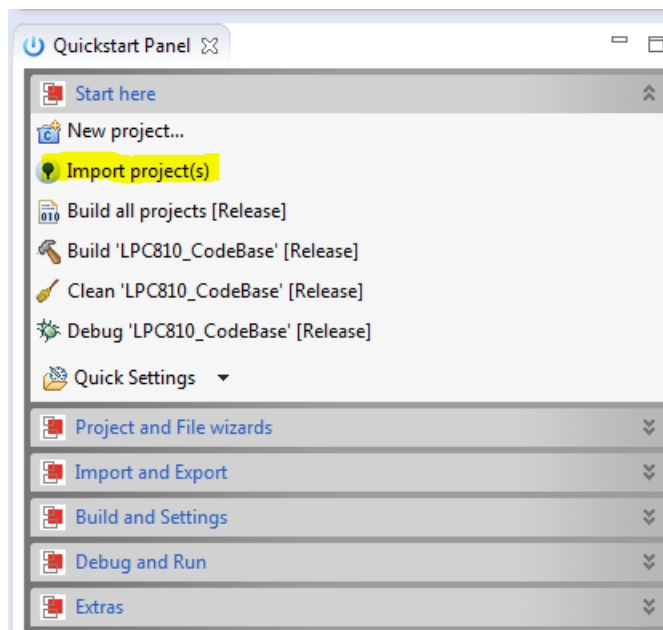 Quickstart Panel
Start here
New project...
Import project(s)
Build all projects [Release]
Build 'LPC810_CodeBase' [Release]
Clean 'LPC810_CodeBase' [Release]
Debug 'LPC810_CodeBase' [Release]
Quick Settings
Project and File wizards
Import and Export
Build and Settings
Debug and Run
Extras